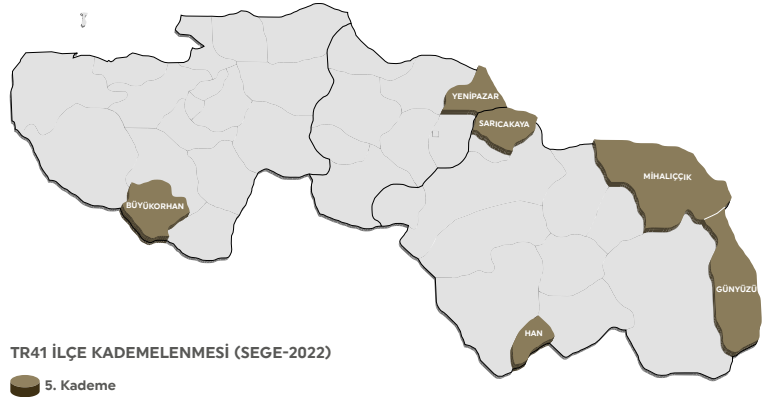 YENİPAZAR
SARICAKAYA
MİHALIÇÇIK
BÜYÜKORHAN
GÜNYÜZÜ
HAN
TR41 İLÇE KADEMELENMESİ (SEGE-2022)
5. Kademe